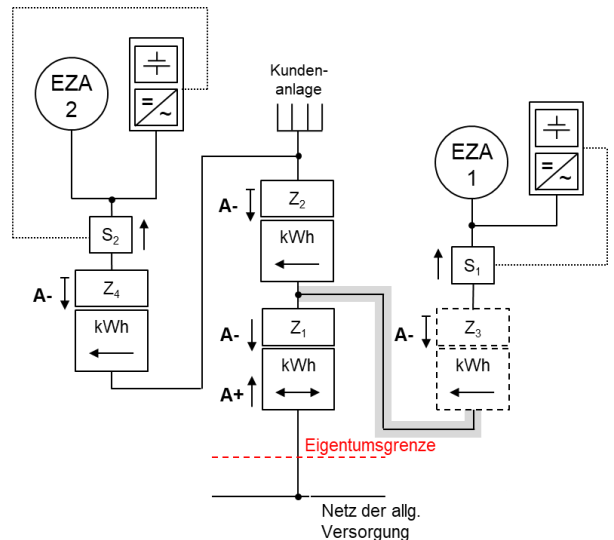 EZA
2
=
~
S2
A-
Z4
kWh
Kunden-
anlage
A-
Z2
kWh
A-
Z1
A+
kWh
EZA
1
=
~
S1
A-
Z3
kWh
Eigentumsgrenze
Netz der allg.
Versorgung